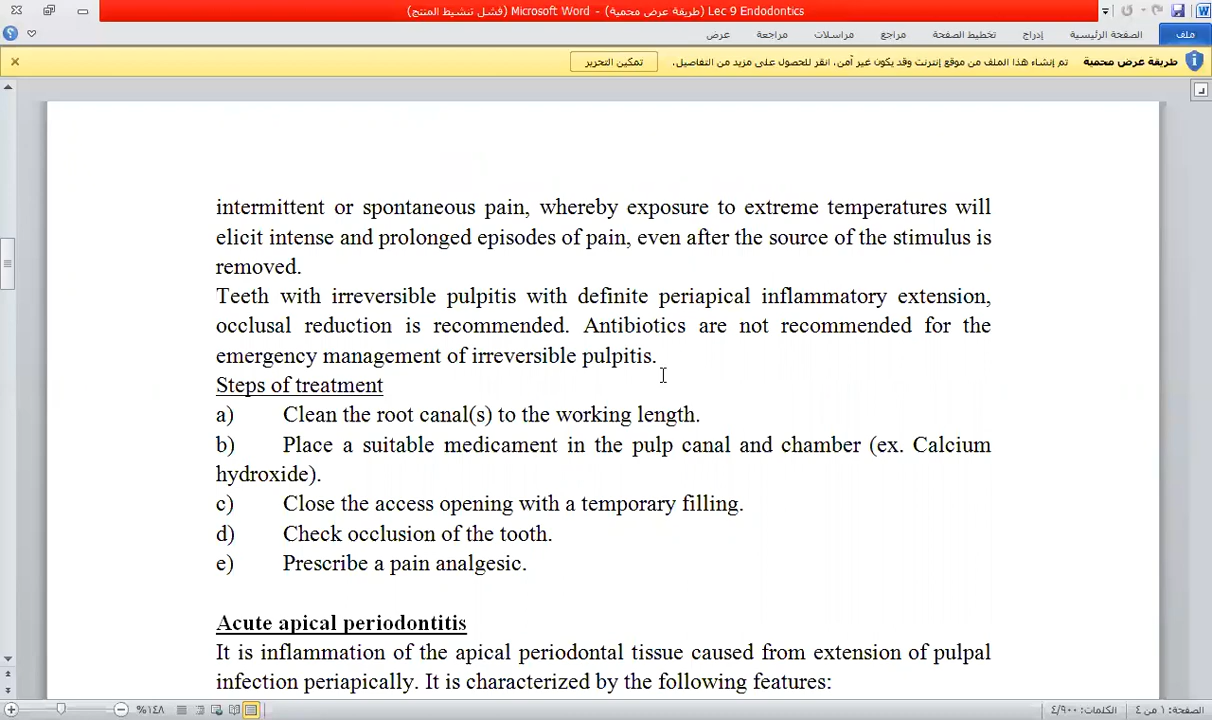 Lec 9 Endodontics (طريقة عرض محمية) - Microsoft Word (فشل تنشيط المنتج)
ملف الصفحة الرئيسية إدراج تخطيط الصفحة مراجع مراسلات مراجعة عرض
طريقة عرض محمية تم إنشاء هذا الملف من موقع إنترنت وقد يكون غير آمن. انقر للحصول على مزيد من التفاصيل. تمكين التحرير
intermittent or spontaneous pain, whereby exposure to extreme temperatures will
elicit intense and prolonged episodes of pain, even after the source of the stimulus is
removed.
Teeth with irreversible pulpitis with definite periapical inflammatory extension,
occlusal reduction is recommended. Antibiotics are not recommended for the
emergency management of irreversible pulpitis.
Steps of treatment
a) Clean the root canal(s) to the working length.
b) Place a suitable medicament in the pulp canal and chamber (ex. Calcium
hydroxide).
c) Close the access opening with a temporary filling.
d) Check occlusion of the tooth.
e) Prescribe a pain analgesic.
Acute apical periodontitis
It is inflammation of the apical periodontal tissue caused from extension of pulpal
infection periapically. It is characterized by the following features:
الصفحة: ١ من ٤ الكلمات: ٤/٩٠٠ ١٤٨%